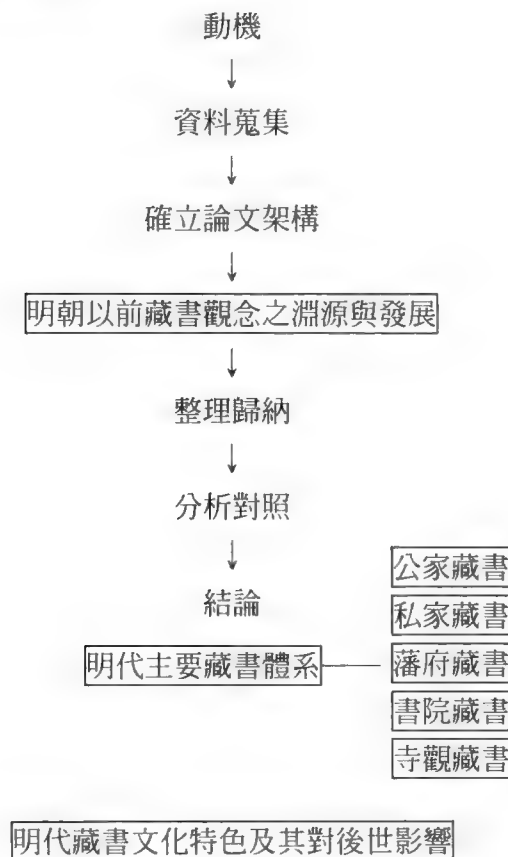 動機
↓
資料蒐集
↓
確立論文架構
↓
明朝以前藏書觀念之淵源與發展
↓
整理歸納
↓
分析對照
↓
結論
公家藏書
私家藏書
明代主要藏書體系
藩府藏書
書院藏書
寺觀藏書
明代藏書文化特色及其對後世影響